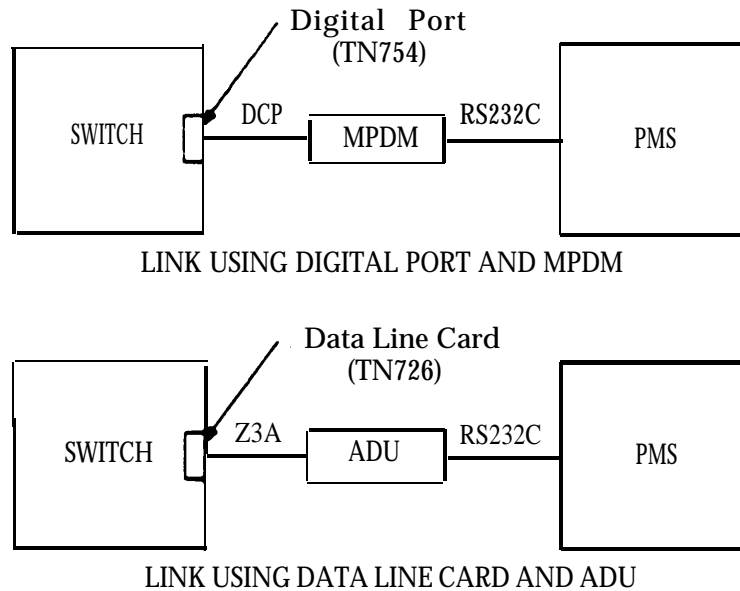 Digital Port
(TN754)
SWITCH
DCP
MPDM
RS232C
PMS
LINK USING DIGITAL PORT AND MPDM
Data Line Card
(TN726)
SWITCH
Z3A
ADU
RS232C
PMS
LINK USING DATA LINE CARD AND ADU